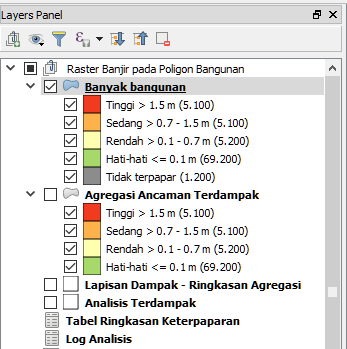 Layers Panel
Raster Banjir pada Poligon Bangunan
Banyak bangunan
Tinggi > 1.5 m (5.100)
Sedang > 0.7 - 1.5 m (5.100)
Rendah > 0.1 - 0.7 m (5.200)
Hati-hati <= 0.1 m (69.200)
Tidak terpapar (1.200)
Agregasi Ancaman Terdampak
Tinggi > 1.5 m (5.100)
Sedang > 0.7 - 1.5 m (5.100)
Rendah > 0.1 - 0.7 m (5.200)
Hati-hati <= 0.1 m (69.200)
Lapisan Dampak - Ringkasan Agregasi
Analisis Terdampak
Tabel Ringkasan Keterpaparan
Log Analisis